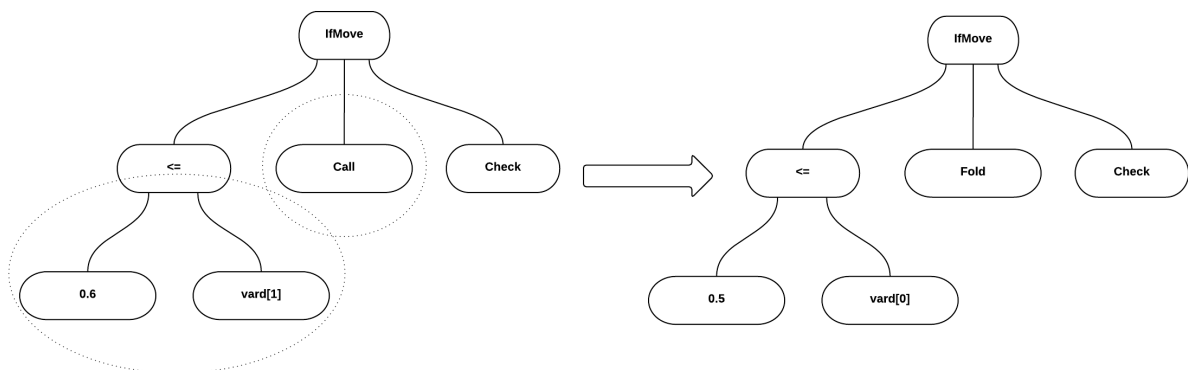 IfMove
<=
Call
Check
0.6
vard[1]
IfMove
<=
Fold
Check
0.5
vard[0]